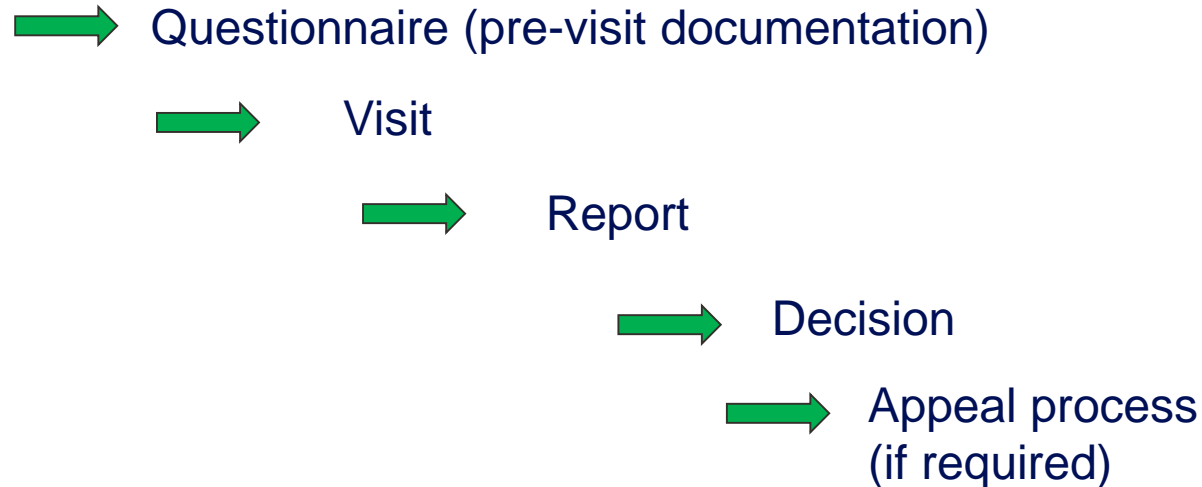 Questionnaire (pre-visit documentation)
Visit
Report
Decision
Appeal process
(if required)